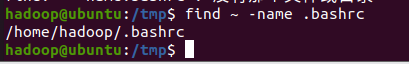 hadoop@ubuntu:/tmp$ find ~ -name .bashrc
/home/hadoop/.bashrc
hadoop@ubuntu:/tmp$